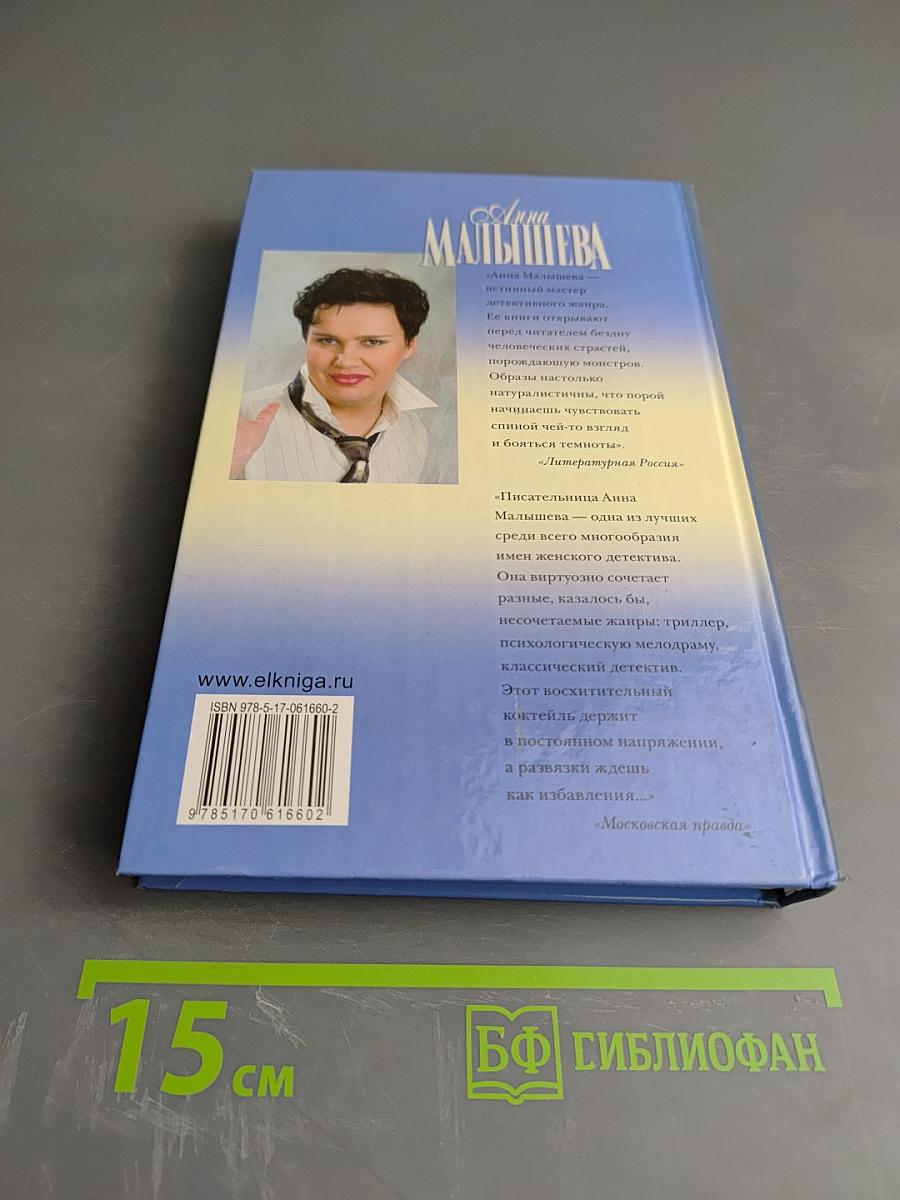 Анна
МАЛЫШЕВА
«Анна Малышева —
истинный мастер
детективного жанра.
Ее книги открывают
перед читателем бездну
человеческих страстей,
порождающую монстров.
Образы настолько
натуралистичны, что порой
начинаешь чувствовать
спиной чей-то взгляд
и бояться темноты».
«Литературная Россия»
«Писательница Анна
Малышева — одна из лучших
среди всего многообразия
имен женского детектива.
Она виртуозно сочетает
разные, казалось бы,
несочетаемые жанры: триллер,
психологическую мелодраму,
классический детектив.
Этот восхитительный
коктейль держит
в постоянном напряжении,
а развязки ждешь
как избавления...»
«Московская правда»
www.elkniga.ru
ISBN 978-5-17-061660-2
9 785170 616602
15 см
БФ БИБЛИОФАН